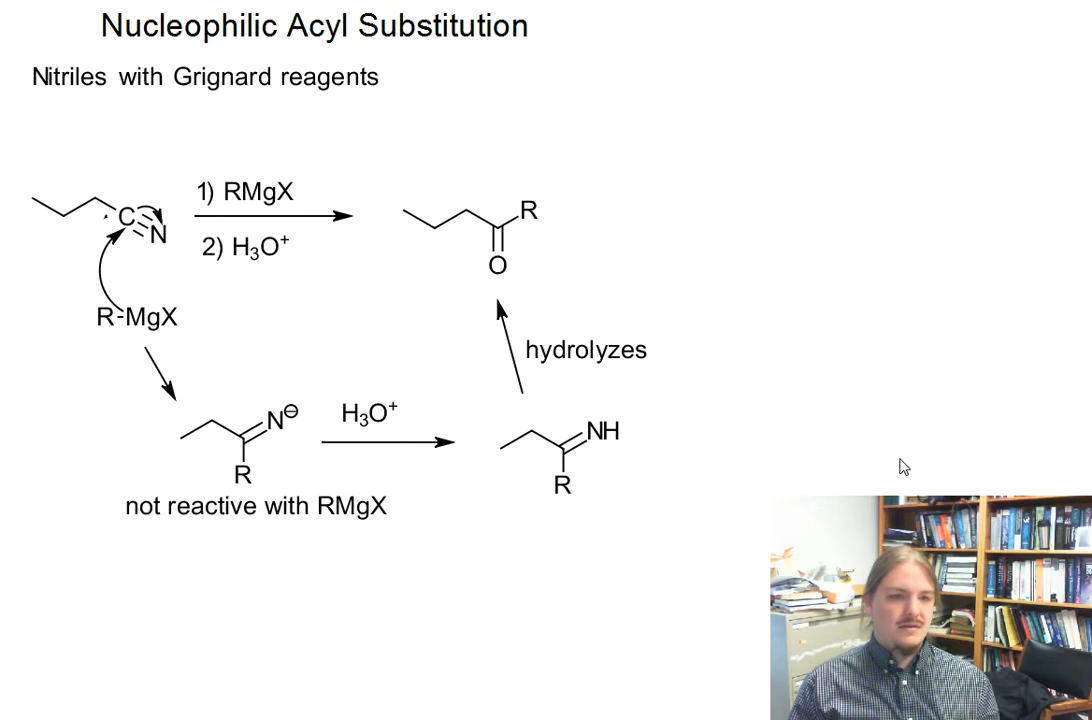 Nucleophilic Acyl Substitution
Nitriles with Grignard reagents
1) RMgX
2) H₃O⁺
C
N
R
O
R-MgX
hydrolyzes
N⊖
R
H₃O⁺
NH
R
not reactive with RMgX